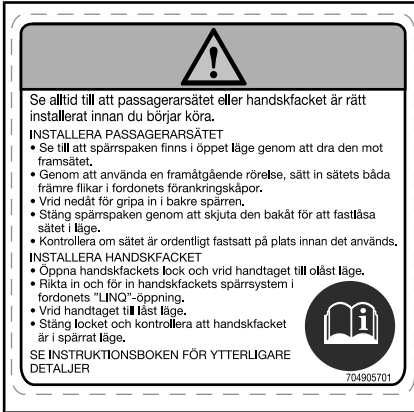 Se alltid till att passagerarsätet eller handskfacket är rätt
installerat innan du börjar köra.
INSTALLERA PASSAGERARSÄTET
• Se till att spärrspaken finns i öppet läge genom att dra den mot
framsätet.
• Genom att använda en framåtgående rörelse, sätt in sätets båda
främre flikar i fordonets förankringskåpor.
• Vrid nedåt för gripa in i bakre spärren.
• Stäng spärrspaken genom att skjuta den bakåt för att fastlåsa
sätet i läge.
• Kontrollera om sätet är ordentligt fastsatt på plats innan det används.
INSTALLERA HANDSKFACKET
• Öppna handskfackets lock och vrid handtaget till olåst läge.
• Rikta in och för in handskfackets spärrsystem i
fordonets "LINQ"-öppning.
• Vrid handtaget till låst läge.
• Stäng locket och kontrollera att handskfacket
är i spärrat läge.
SE INSTRUKTIONSBOKEN FÖR YTTERLIGARE
DETALJER
704905701